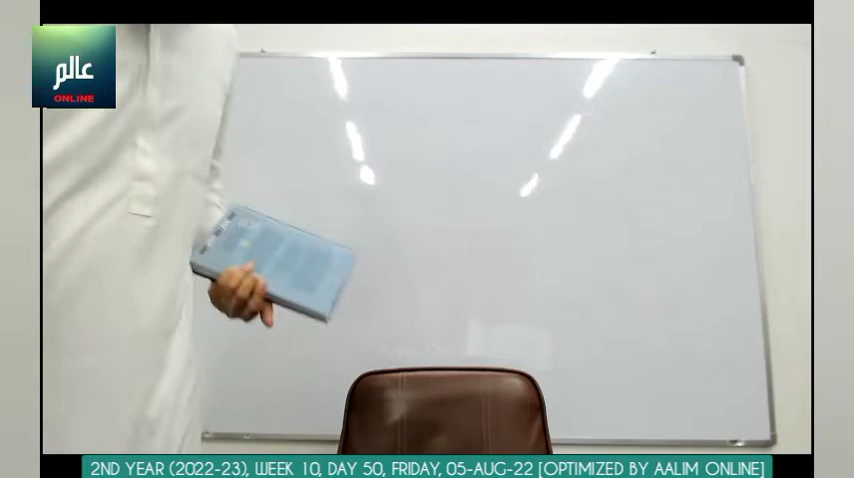 عالم
ONLINE
2ND YEAR (2022-23), WEEK 10, DAY 50, FRIDAY, 05-AUG-22 [OPTIMIZED BY AALIM ONLINE]